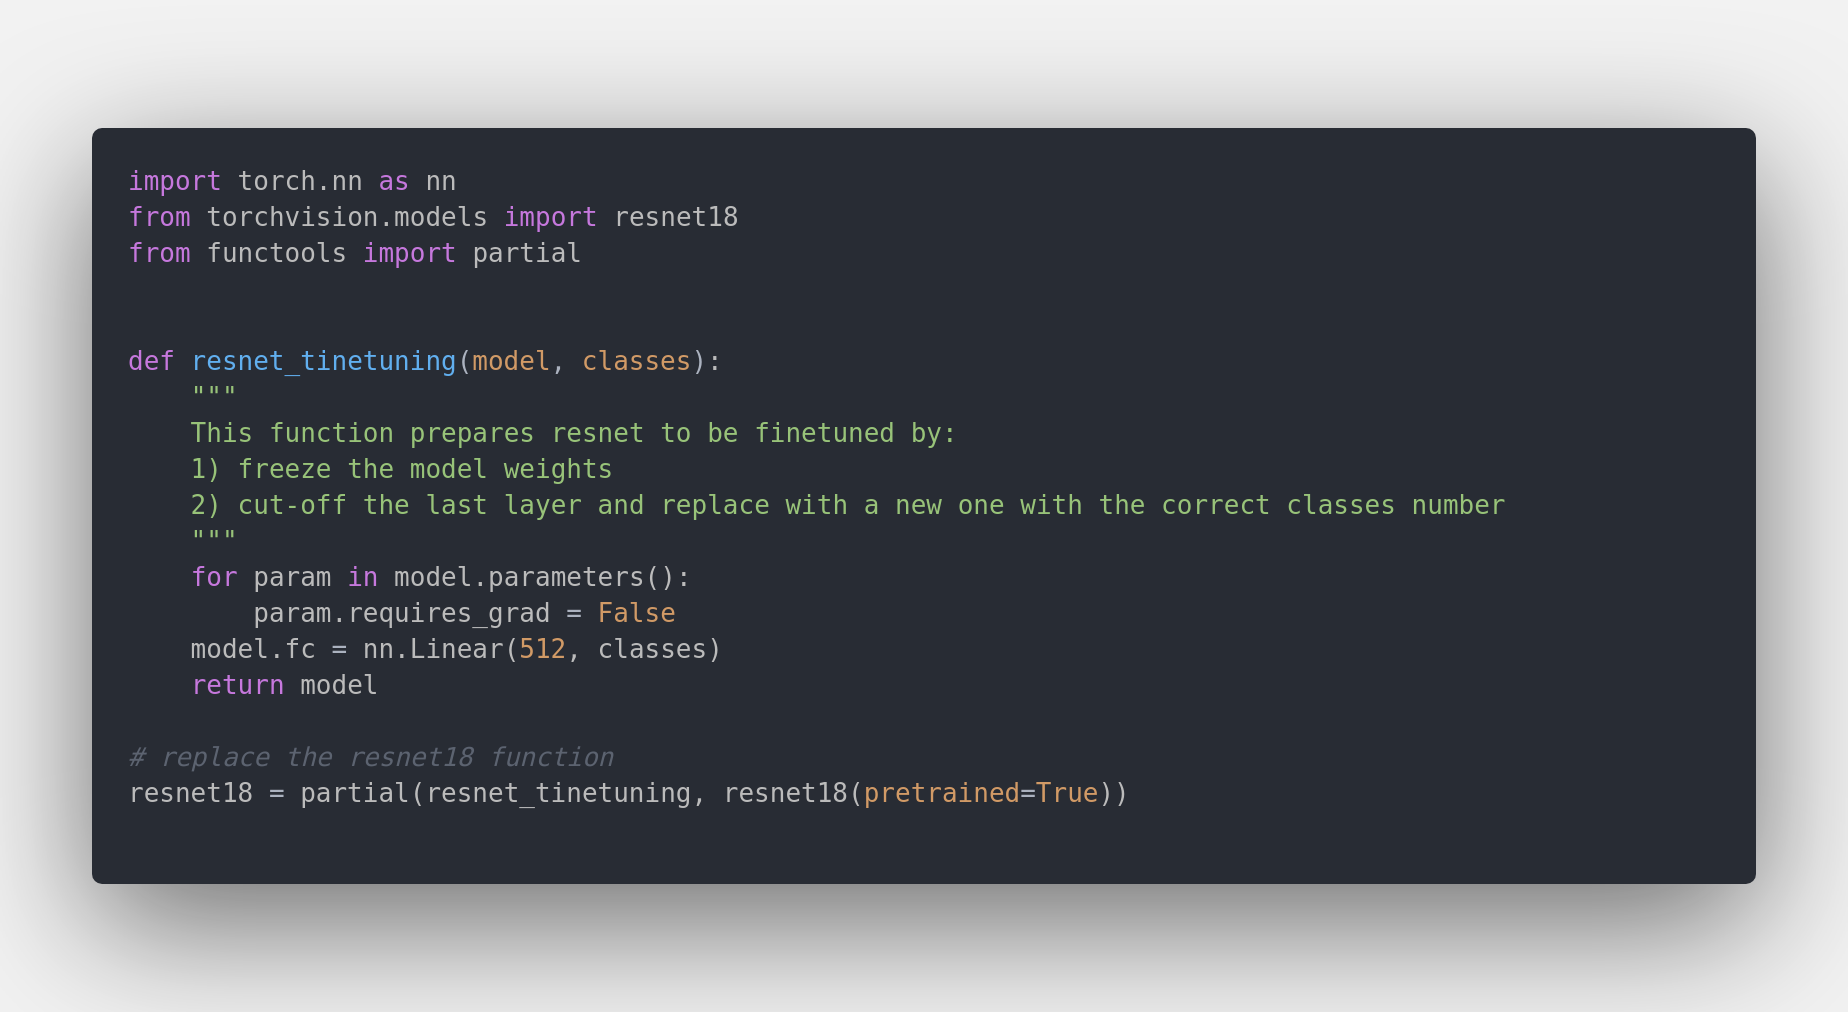 import torch.nn as nn
from torchvision.models import resnet18
from functools import partial
def resnet_tinetuning(model, classes):
    """
    This function prepares resnet to be finetuned by:
    1) freeze the model weights
    2) cut-off the last layer and replace with a new one with the correct classes number
    """
    for param in model.parameters():
        param.requires_grad = False
    model.fc = nn.Linear(512, classes)
    return model
# replace the resnet18 function
resnet18 = partial(resnet_tinetuning, resnet18(pretrained=True))